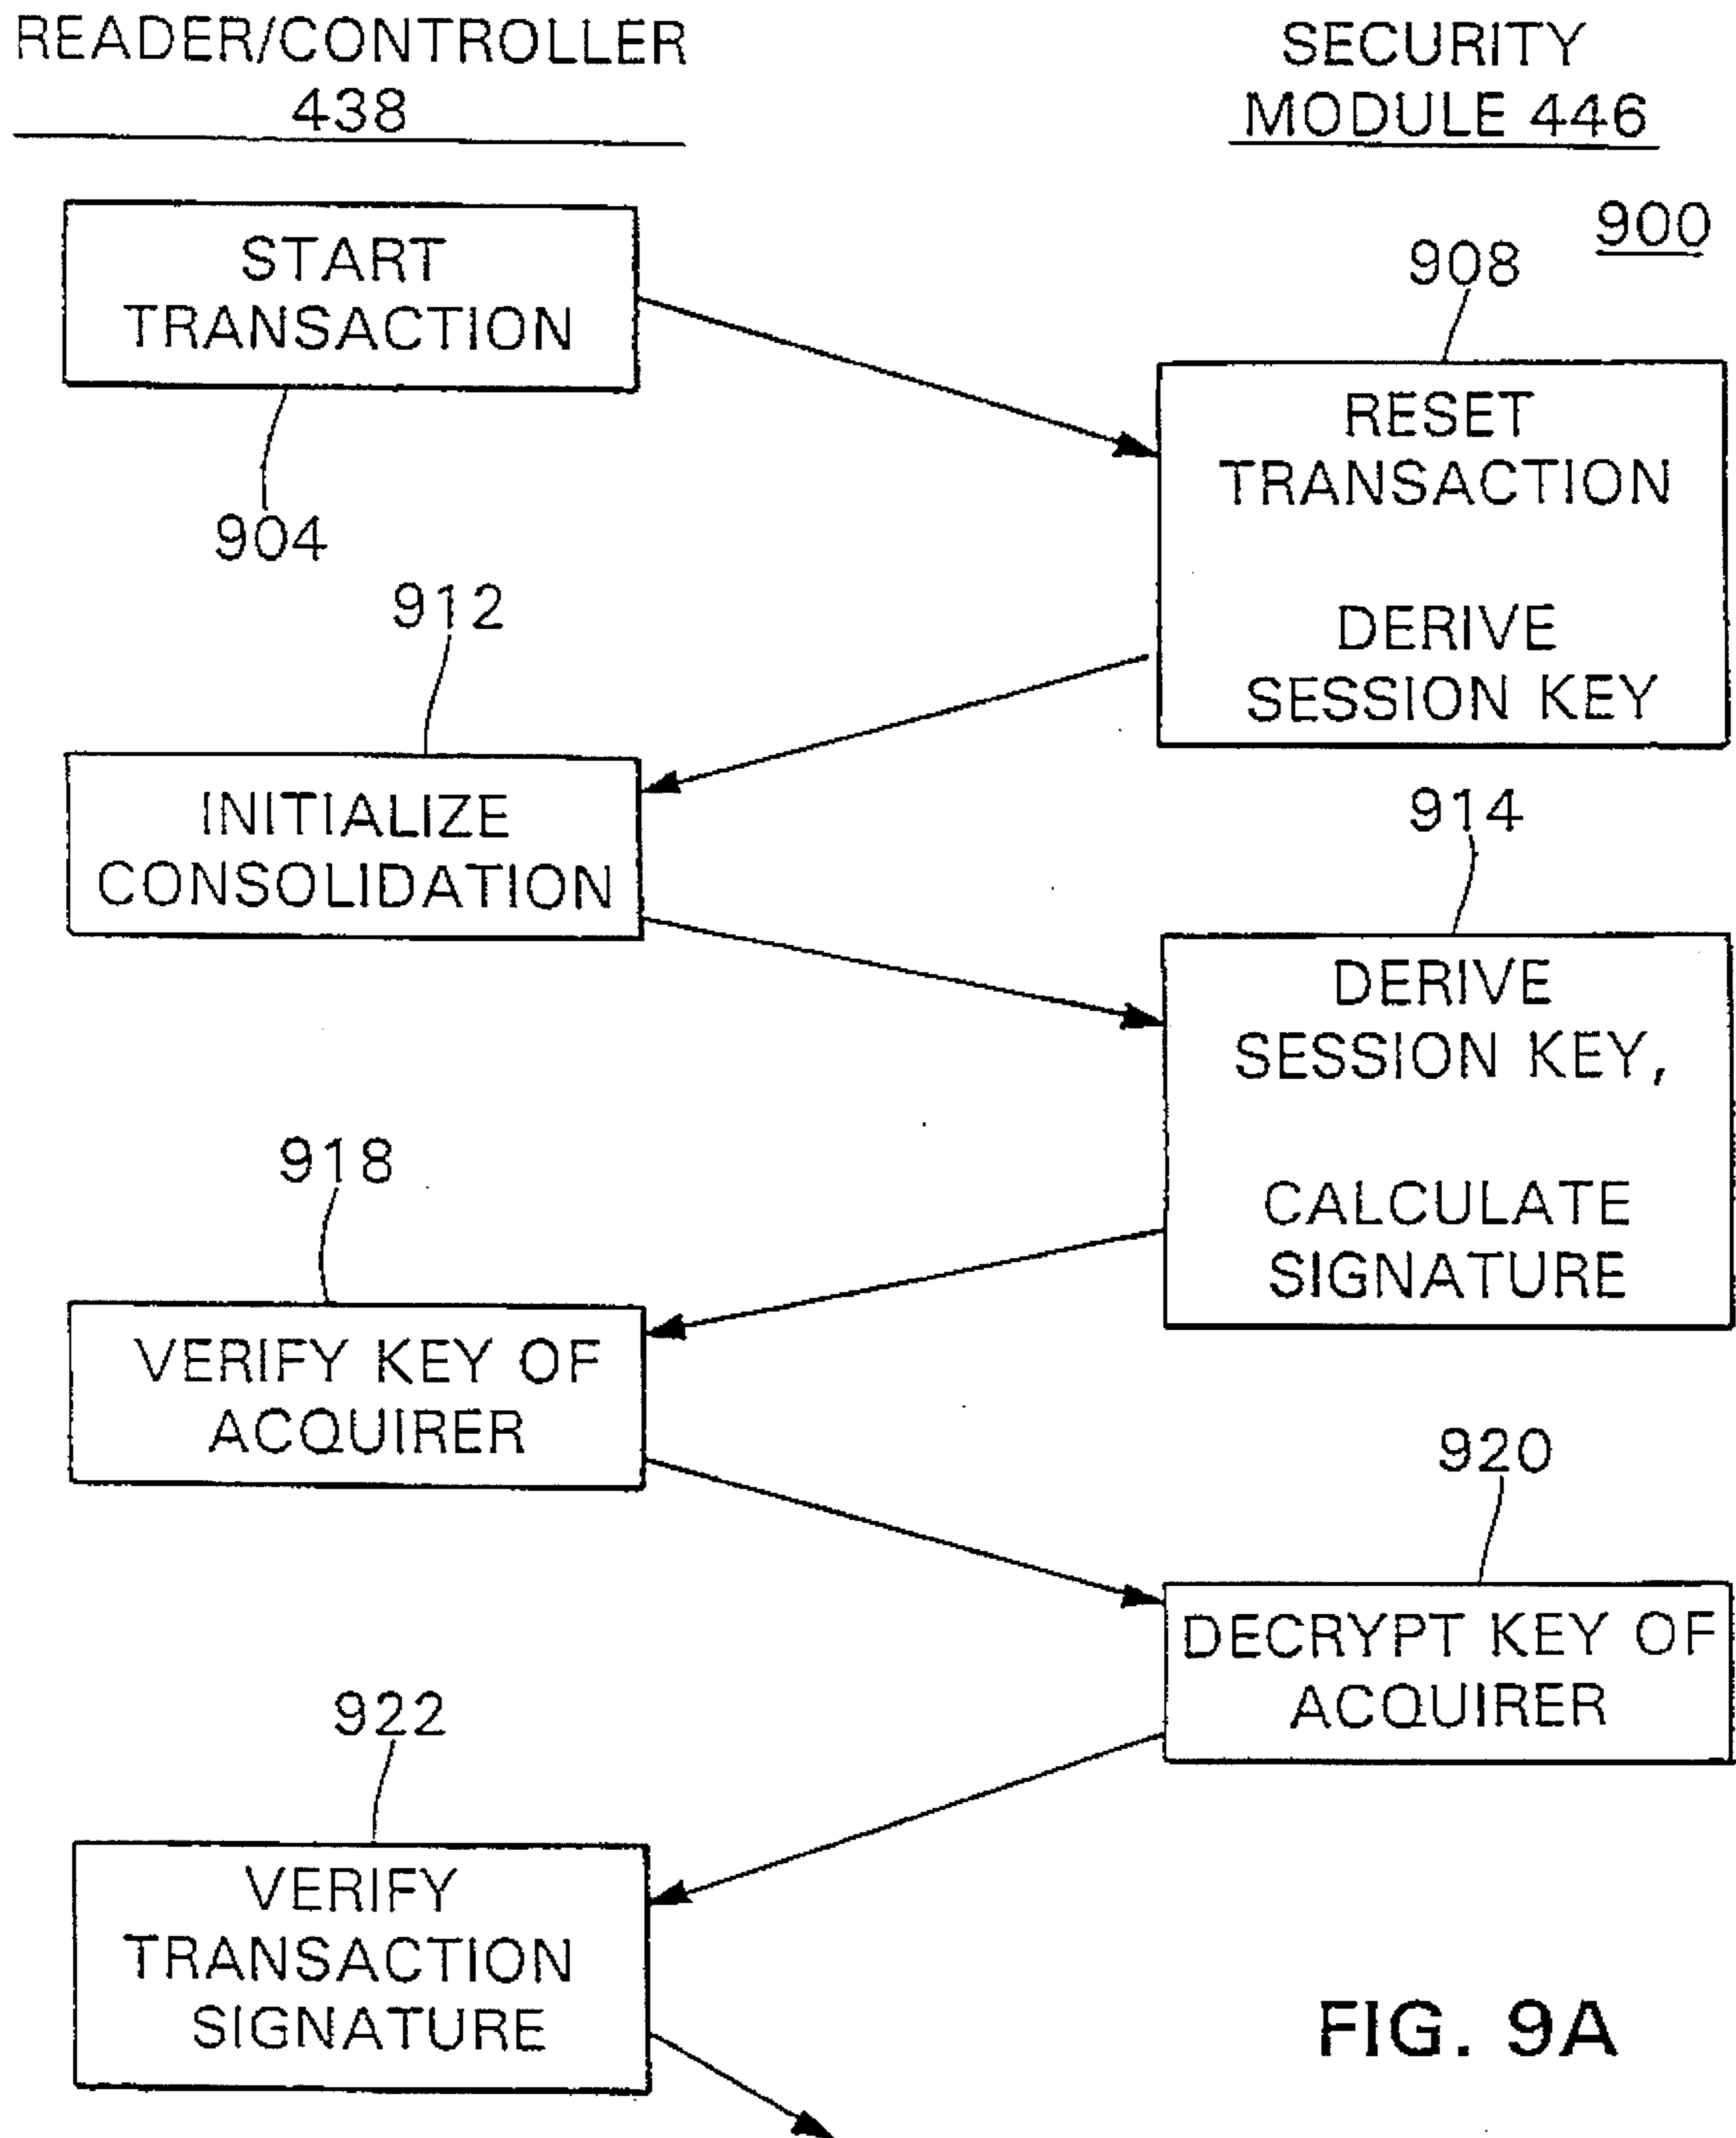 READER/CONTROLLER
438
SECURITY
MODULE 446
900
START
TRANSACTION
904
908
RESET
TRANSACTION
DERIVE
SESSION KEY
912
INITIALIZE
CONSOLIDATION
914
DERIVE
SESSION KEY,
CALCULATE
SIGNATURE
918
VERIFY KEY OF
ACQUIRER
920
DECRYPT KEY OF
ACQUIRER
922
VERIFY
TRANSACTION
SIGNATURE
FIG. 9A